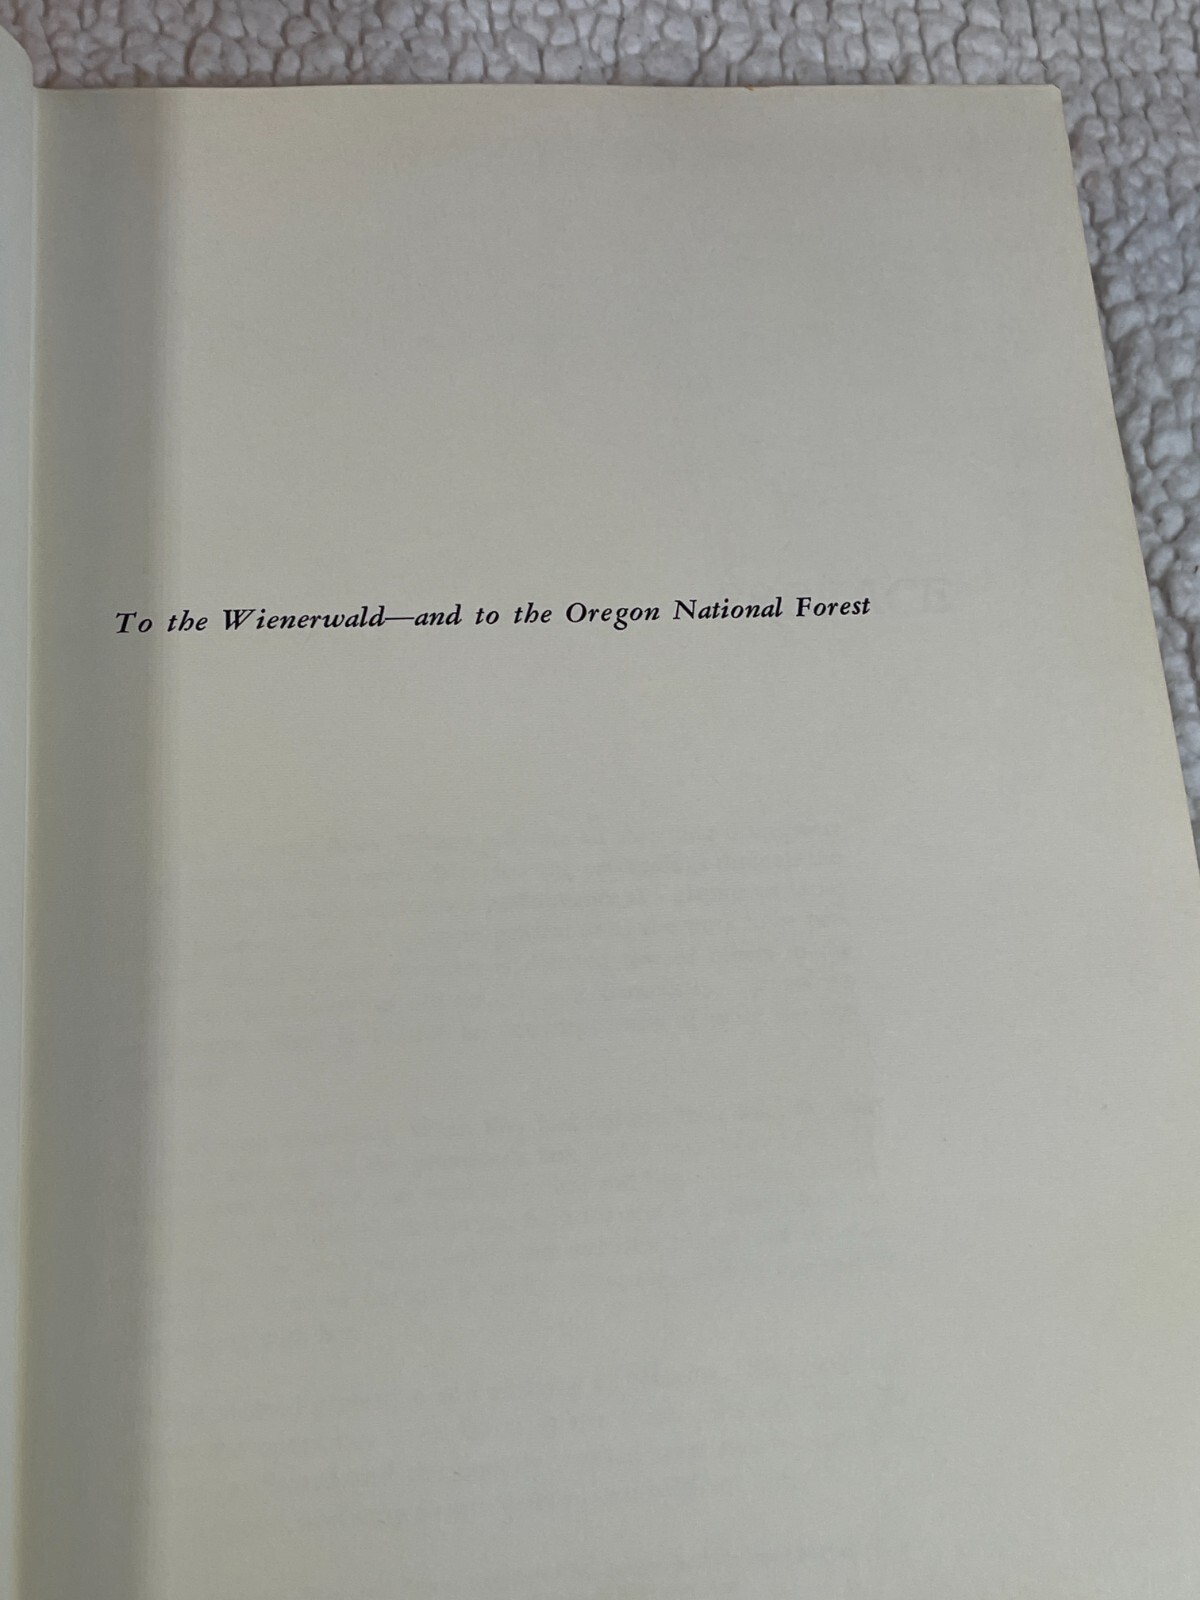 To the Wienerwald—and to the Oregon National Forest